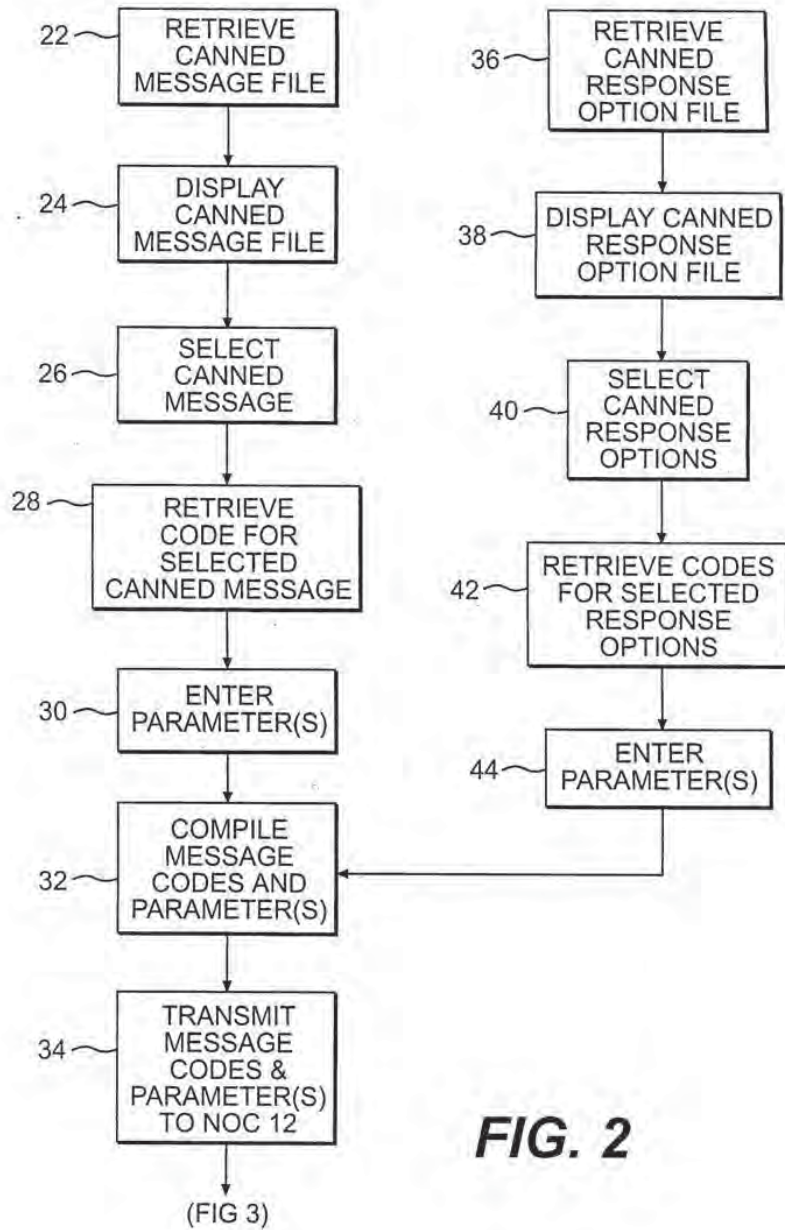 22
RETRIEVE
CANNED
MESSAGE FILE
24
DISPLAY
CANNED
MESSAGE FILE
26
SELECT
CANNED
MESSAGE
28
RETRIEVE
CODE FOR
SELECTED
CANNED MESSAGE
30
ENTER
PARAMETER(S)
32
COMPILE
MESSAGE
CODES AND
PARAMETER(S)
34
TRANSMIT
MESSAGE
CODES &
PARAMETER(S)
TO NOC 12
(FIG 3)
36
RETRIEVE
CANNED
RESPONSE
OPTION FILE
38
DISPLAY CANNED
RESPONSE
OPTION FILE
40
SELECT
CANNED
RESPONSE
OPTIONS
42
RETRIEVE CODES
FOR SELECTED
RESPONSE
OPTIONS
44
ENTER
PARAMETER(S)
FIG. 2